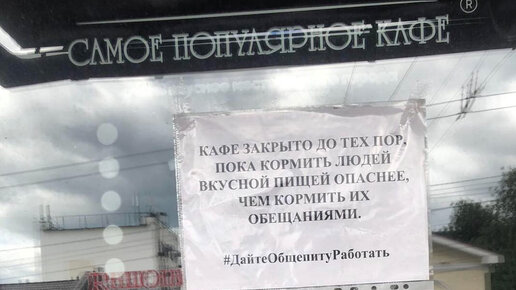 ®
САМОЕ ПОПУЛЯРНОЕ КАФЕ
КАФЕ ЗАКРЫТО ДО ТЕХ ПОР,
ПОКА КОРМИТЬ ЛЮДЕЙ
ВКУСНОЙ ПИЩЕЙ ОПАСНЕЕ,
ЧЕМ КОРМИТЬ ИХ
ОБЕЩАНИЯМИ.
#ДайтеОбщепитуРаботать